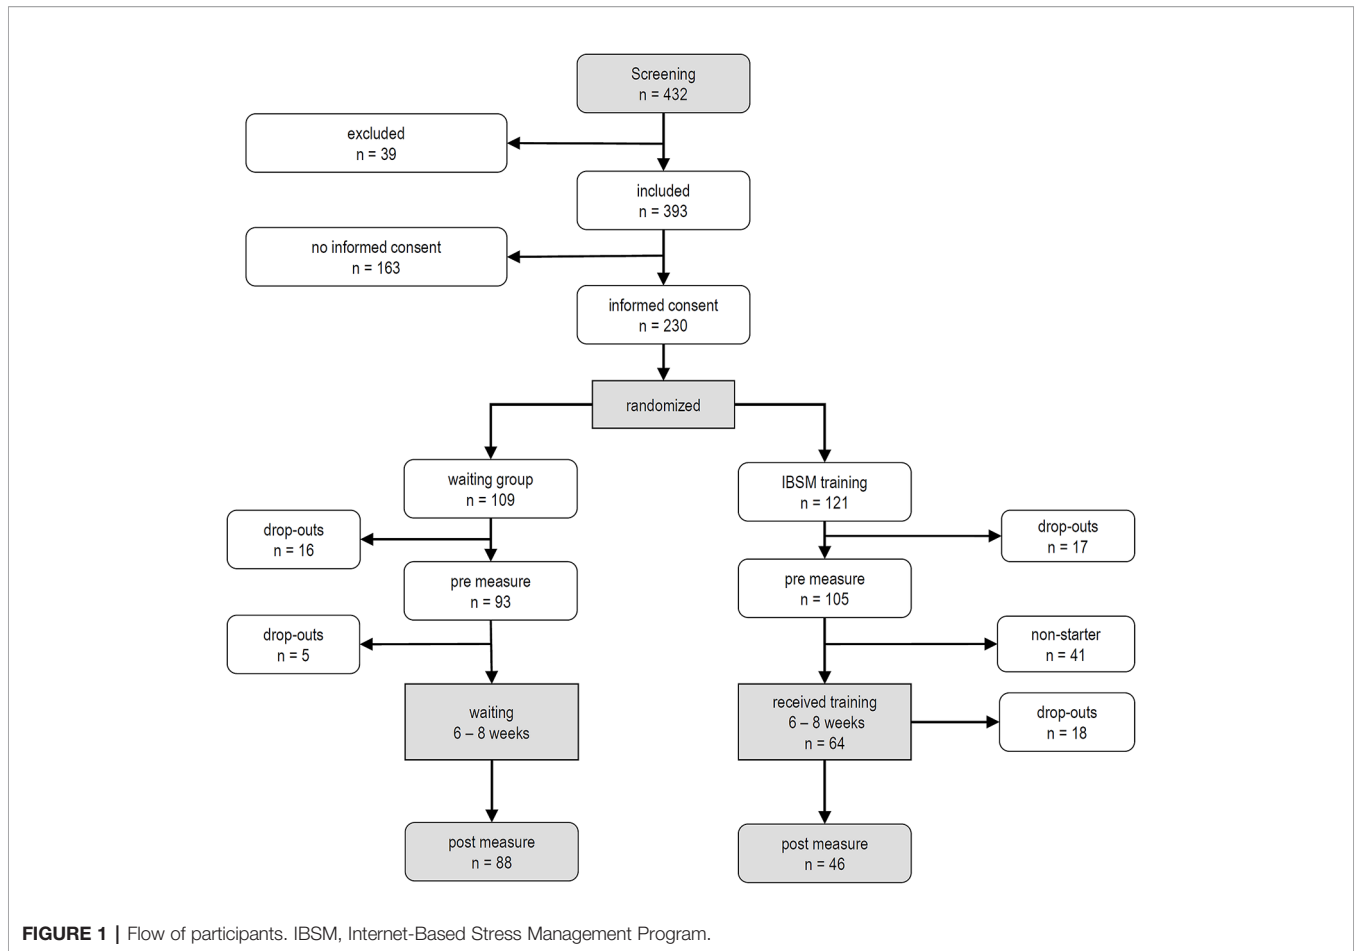 Screening
n = 432
excluded
n = 39
included
n = 393
no informed consent
n = 163
informed consent
n = 230
randomized
waiting group
n = 109
IBSM training
n = 121
drop-outs
n = 16
drop-outs
n = 17
pre measure
n = 93
pre measure
n = 105
drop-outs
n = 5
non-starter
n = 41
waiting
6 – 8 weeks
received training
6 – 8 weeks
n = 64
drop-outs
n = 18
post measure
n = 88
post measure
n = 46
FIGURE 1 | Flow of participants. IBSM, Internet-Based Stress Management Program.